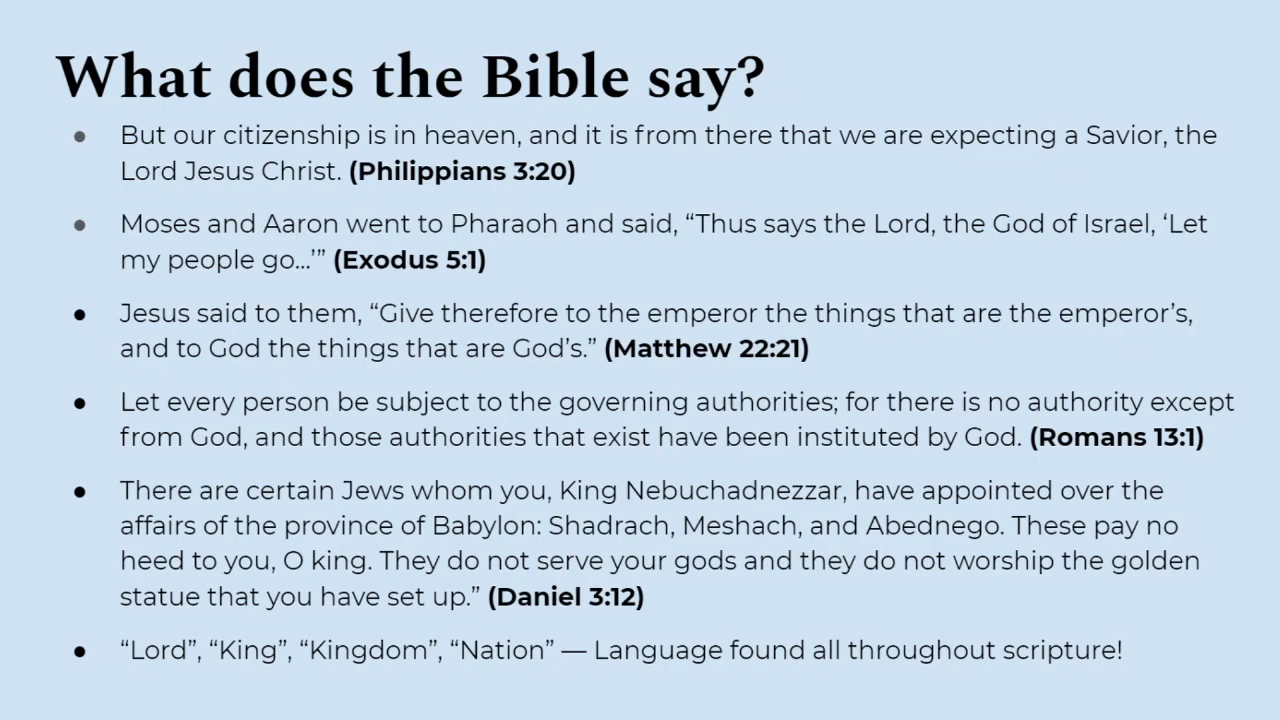 What does the Bible say?
● But our citizenship is in heaven, and it is from there that we are expecting a Savior, the
Lord Jesus Christ. (Philippians 3:20)
● Moses and Aaron went to Pharaoh and said, “Thus says the Lord, the God of Israel, ‘Let
my people go...’” (Exodus 5:1)
● Jesus said to them, “Give therefore to the emperor the things that are the emperor’s,
and to God the things that are God’s.” (Matthew 22:21)
● Let every person be subject to the governing authorities; for there is no authority except
from God, and those authorities that exist have been instituted by God. (Romans 13:1)
● There are certain Jews whom you, King Nebuchadnezzar, have appointed over the
affairs of the province of Babylon: Shadrach, Meshach, and Abednego. These pay no
heed to you, O king. They do not serve your gods and they do not worship the golden
statue that you have set up.” (Daniel 3:12)
● “Lord”, “King”, “Kingdom”, “Nation” — Language found all throughout scripture!